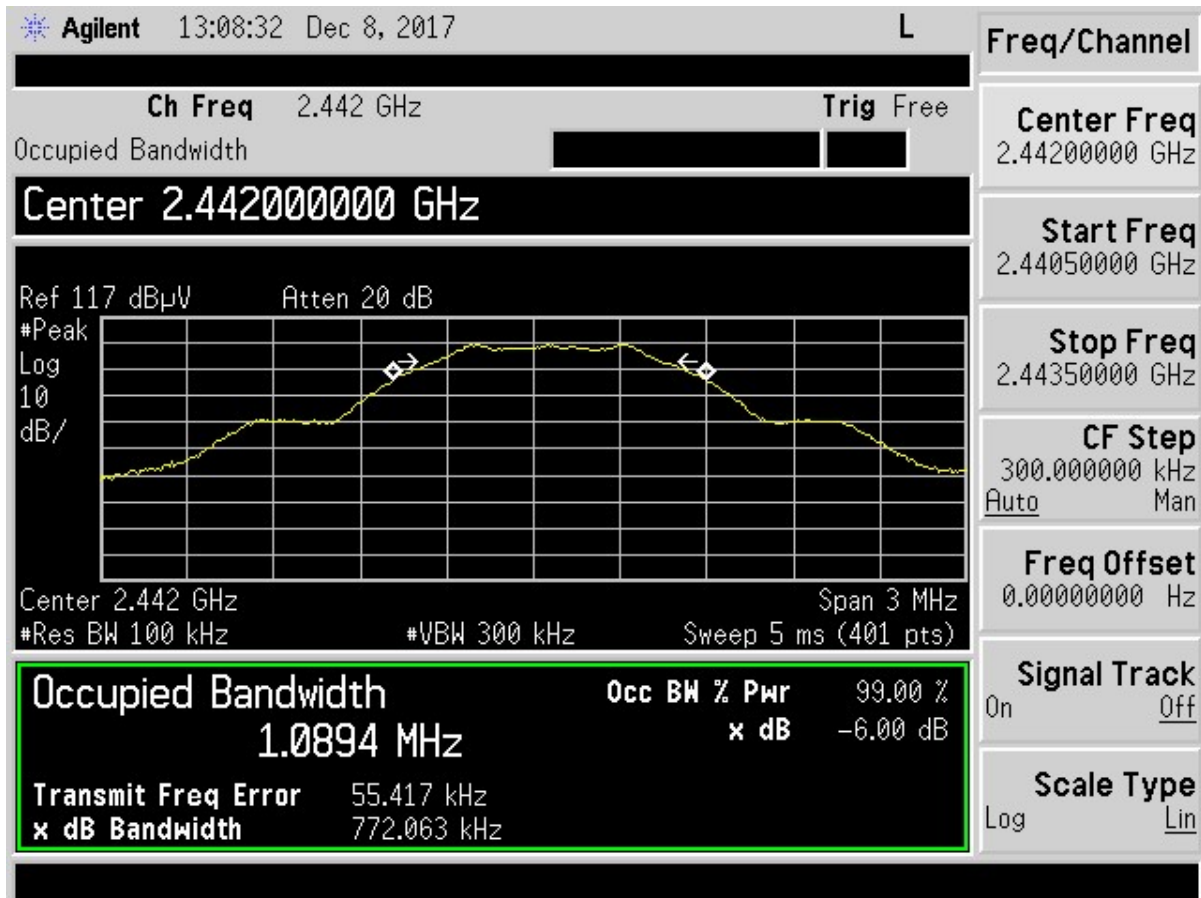 Agilent 13:08:32 Dec 8, 2017 L
Ch Freq 2.442 GHz Trig Free
Occupied Bandwidth
Center 2.442000000 GHz
Ref 117 dBµV Atten 20 dB
#Peak
Log
10
dB/
Center 2.442 GHz Span 3 MHz
#Res BW 100 kHz #VBW 300 kHz Sweep 5 ms (401 pts)
Occupied Bandwidth Occ BW % Pwr 99.00 %
1.0894 MHz x dB -6.00 dB
Transmit Freq Error 55.417 kHz
x dB Bandwidth 772.063 kHz
Freq/Channel
Center Freq
2.44200000 GHz
Start Freq
2.44050000 GHz
Stop Freq
2.44350000 GHz
CF Step
300.000000 kHz
Auto Man
Freq Offset
0.00000000 Hz
Signal Track
On Off
Scale Type
Log Lin